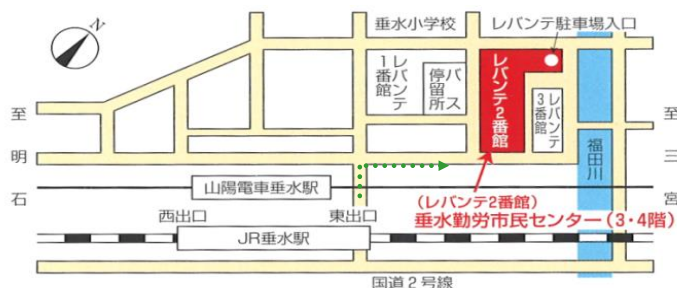 N
垂水小学校
レバンテ駐車場入口
レバンテ
1番館
バス
停留所
レバンテ2番館
レバンテ
3番館
至明石
至三宮
福田川
山陽電車垂水駅
(レバンテ2番館)
垂水勤労市民センター(3・4階)
西出口
東出口
JR垂水駅
国道2号線